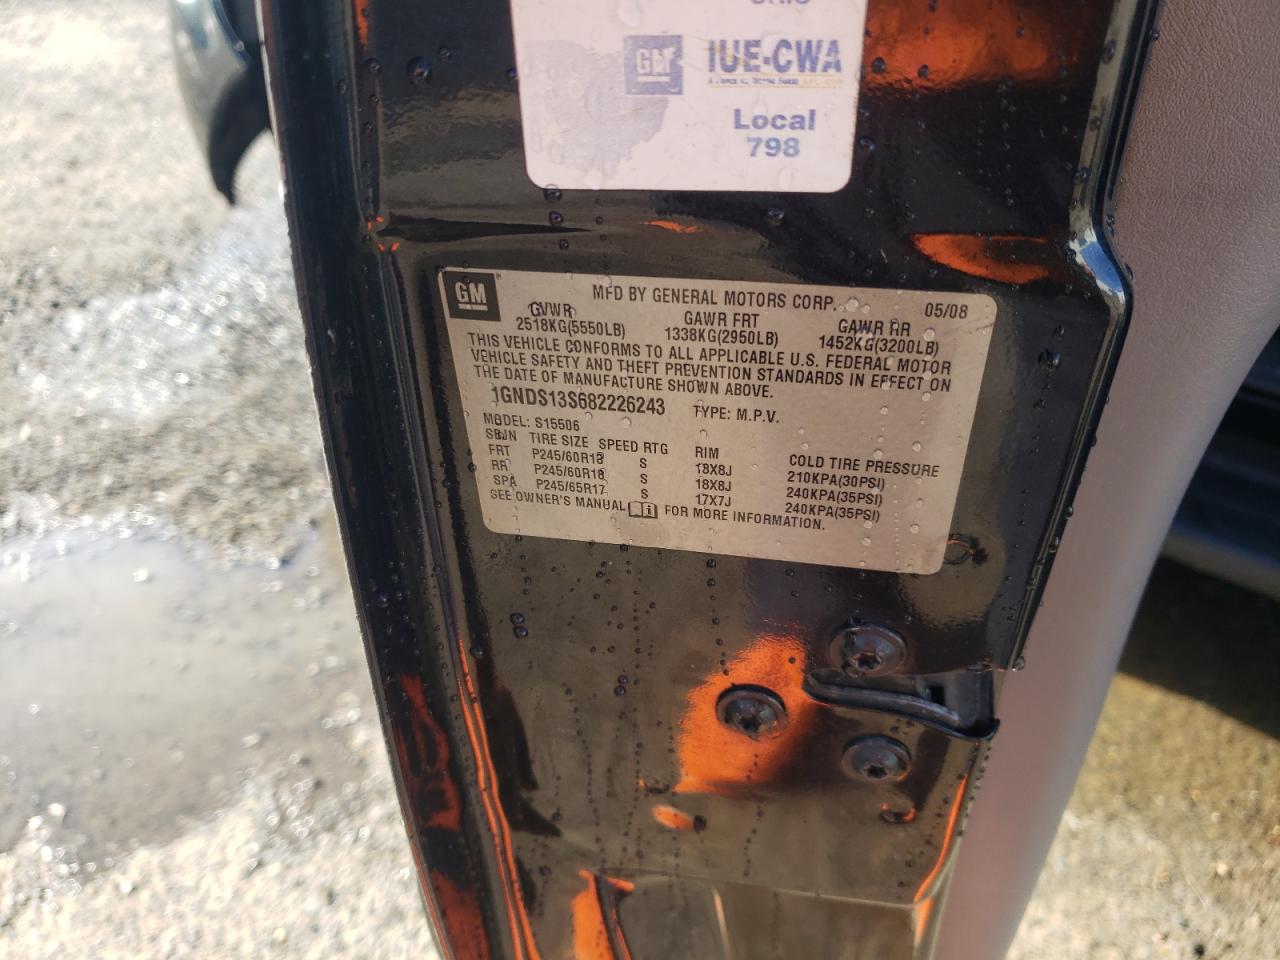 OHIO
GM IUE-CWA
Local
798
GM MFD BY GENERAL MOTORS CORP. 05/08
GVWR GAWR FRT GAWR RR
2518KG(5550LB) 1338KG(2950LB) 1452KG(3200LB)
THIS VEHICLE CONFORMS TO ALL APPLICABLE U.S. FEDERAL MOTOR
VEHICLE SAFETY AND THEFT PREVENTION STANDARDS IN EFFECT ON
THE DATE OF MANUFACTURE SHOWN ABOVE.
1GNDS13S682226243 TYPE: M.P.V.
MODEL: S15506
TIRE SIZE SPEED RTG RIM COLD TIRE PRESSURE
FRT P245/60R18 S 18X8J 210KPA(30PSI)
RR P245/60R18 S 18X8J 240KPA(35PSI)
SPA P245/65R17 S 17X7J 240KPA(35PSI)
SEE OWNER'S MANUAL i FOR MORE INFORMATION.